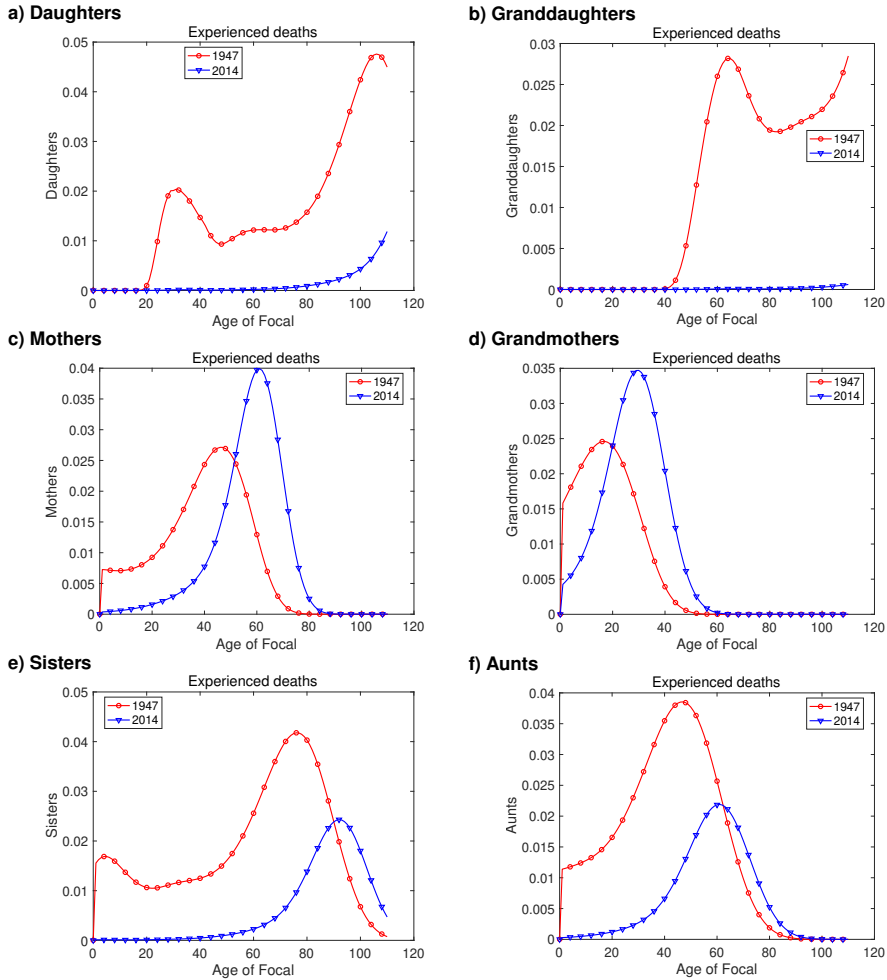 a) Daughters
Experienced deaths
0.05
0.04
0.03
0.02
0.01
0
Daughters
1947
2014
0 20 40 60 80 100 120
Age of Focal
b) Granddaughters
Experienced deaths
0.03
0.025
0.02
0.015
0.01
0.005
0
Granddaughters
1947
2014
0 20 40 60 80 100 120
Age of Focal
c) Mothers
Experienced deaths
0.04
0.035
0.03
0.025
0.02
0.015
0.01
0.005
0
Mothers
1947
2014
0 20 40 60 80 100 120
Age of Focal
d) Grandmothers
Experienced deaths
0.035
0.03
0.025
0.02
0.015
0.01
0.005
0
Grandmothers
1947
2014
0 20 40 60 80 100 120
Age of Focal
e) Sisters
Experienced deaths
0.05
0.04
0.03
0.02
0.01
0
Sisters
1947
2014
0 20 40 60 80 100 120
Age of Focal
f) Aunts
Experienced deaths
0.04
0.035
0.03
0.025
0.02
0.015
0.01
0.005
0
Aunts
1947
2014
0 20 40 60 80 100 120
Age of Focal